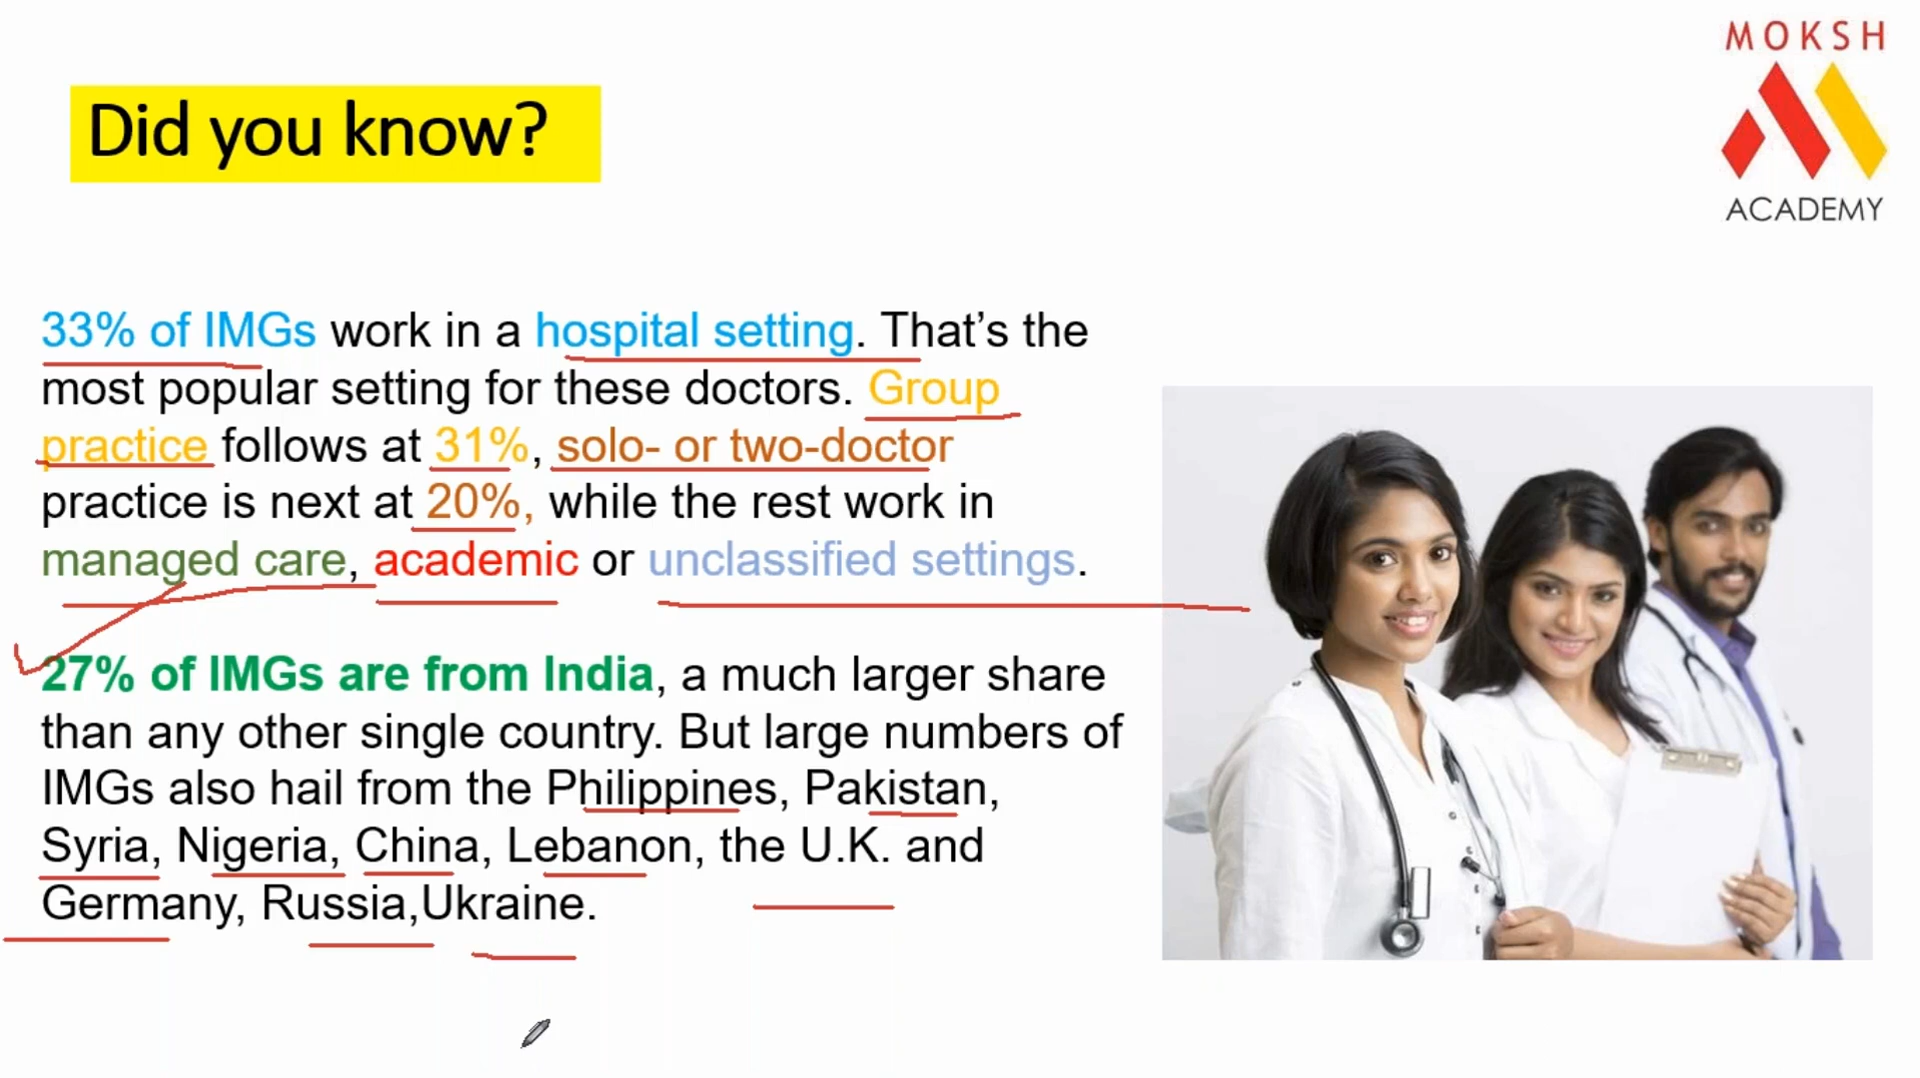 MOKSH
ACADEMY
Did you know?
33% of IMGs work in a hospital setting. That’s the
most popular setting for these doctors. Group
practice follows at 31%, solo- or two-doctor
practice is next at 20%, while the rest work in
managed care, academic or unclassified settings.
27% of IMGs are from India, a much larger share
than any other single country. But large numbers of
IMGs also hail from the Philippines, Pakistan,
Syria, Nigeria, China, Lebanon, the U.K. and
Germany, Russia,Ukraine.